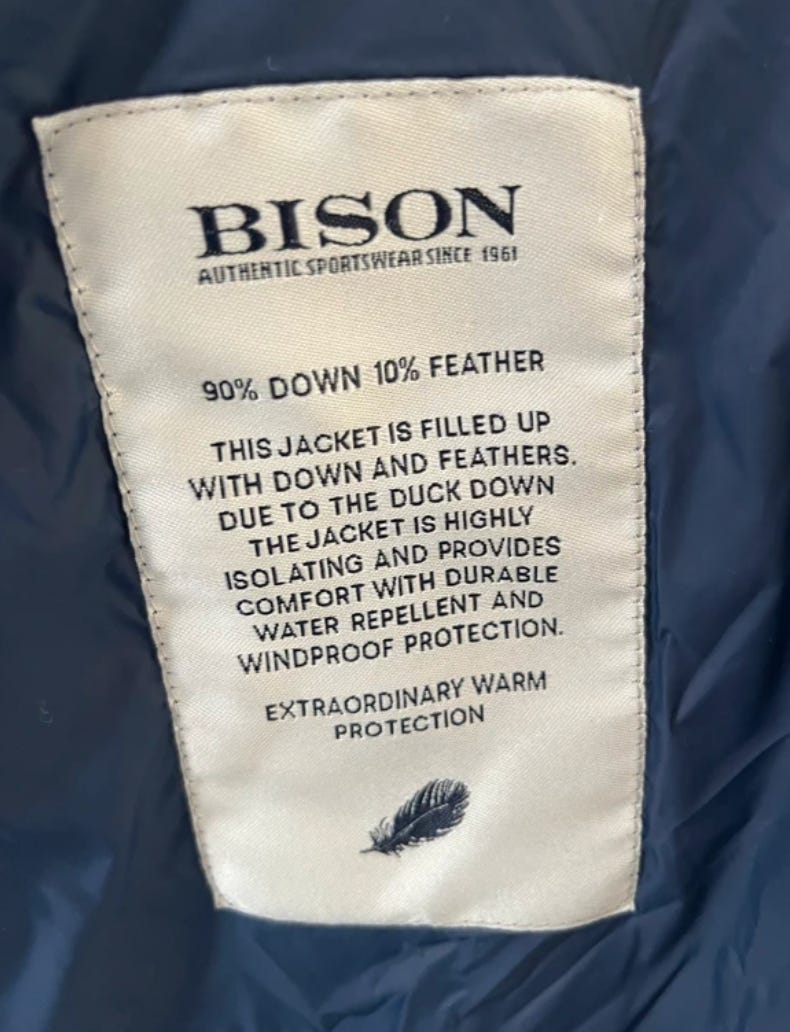 BISON
AUTHENTIC SPORTSWEAR SINCE 1961
90% DOWN 10% FEATHER
THIS JACKET IS FILLED UP
WITH DOWN AND FEATHERS.
DUE TO THE DUCK DOWN
THE JACKET IS HIGHLY
ISOLATING AND PROVIDES
COMFORT WITH DURABLE
WATER REPELLENT AND
WINDPROOF PROTECTION.
EXTRAORDINARY WARM
PROTECTION